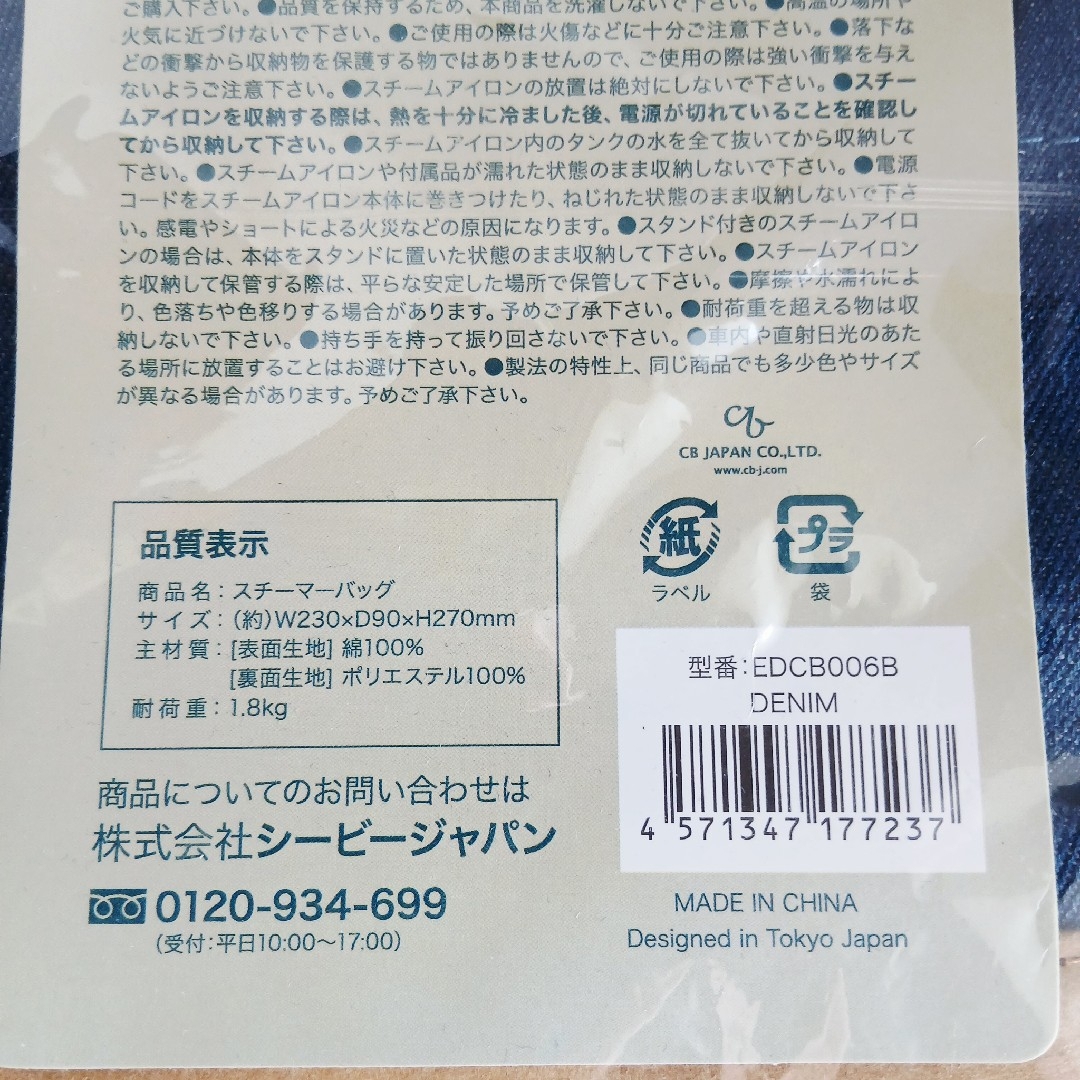 ご購入下さい。●品質を保持するため、本商品を洗濯しないで下さい。●高温の場所や
火気に近づけないで下さい。●ご使用の際は火傷などに十分ご注意下さい。●落下な
どの衝撃から収納物を保護する物ではありませんので、ご使用の際は強い衝撃を与え
ないようご注意下さい。●スチームアイロンの放置は絶対にしないで下さい。●スチー
ムアイロンを収納する際は、熱を十分に冷ました後、電源が切れていることを確認し
てから収納して下さい。●スチームアイロン内のタンクの水を全て抜いてから収納して
下さい。●スチームアイロンや付属品が濡れた状態のまま収納しないで下さい。●電源
コードをスチームアイロン本体に巻きつけたり、ねじれた状態のまま収納しないで下さ
い。感電やショートによる火災などの原因になります。●スタンド付きのスチームアイロ
ンの場合は、本体をスタンドに置いた状態のまま収納して下さい。●スチームアイロン
を収納して保管する際は、平らな安定した場所で保管して下さい。●摩擦や水濡れによ
り、色落ちや色移りする場合があります。予めご了承下さい。●耐荷重を超える物は収
納しないで下さい。●持ち手を持って振り回さないで下さい。●車内や直射日光のあた
る場所に放置することはお避け下さい。●製法の特性上、同じ商品でも多少色やサイズ
が異なる場合があります。予めご了承下さい。
cb
CB JAPAN CO.,LTD.
www.cb-j.com
紙
ラベル
プラ
袋
品質表示
商品名：スチーマーバッグ
サイズ：(約)W230×D90×H270mm
主材質：[表面生地] 綿100%
[裏面生地] ポリエステル100%
耐荷重：1.8kg
型番：EDCB006B
DENIM
4 571347 177237
商品についてのお問い合わせは
株式会社シービージャパン
0120-934-699
(受付：平日10:00～17:00)
MADE IN CHINA
Designed in Tokyo Japan